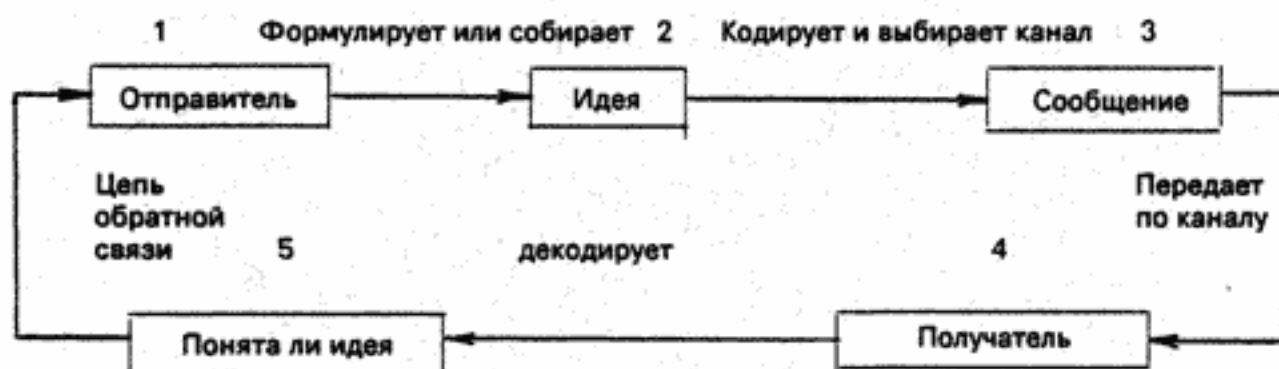 1 Формулирует или собирает 2 Кодирует и выбирает канал 3
Отправитель
Идея
Сообщение
Цепь
обратной
связи
Передает
по каналу
5
декодирует
4
Понята ли идея
Получатель